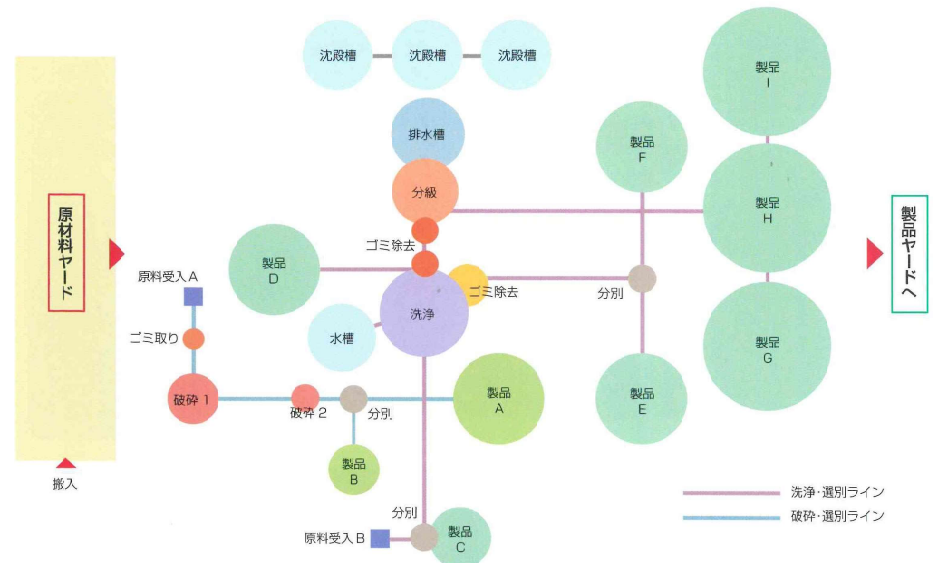 沈殿槽
沈殿槽
沈殿槽
製品
I
排水槽
製品
F
分級
原材料ヤード
製品
H
製品ヤードへ
ゴミ除去
製品
D
原料受入A
ゴミ除去
分別
洗浄
ゴミ取り
水槽
製品
G
破砕 1
破砕 2
分別
製品
A
製品
E
製品
B
搬入
洗浄・選別ライン
分別
破砕・選別ライン
原料受入B
製品
C